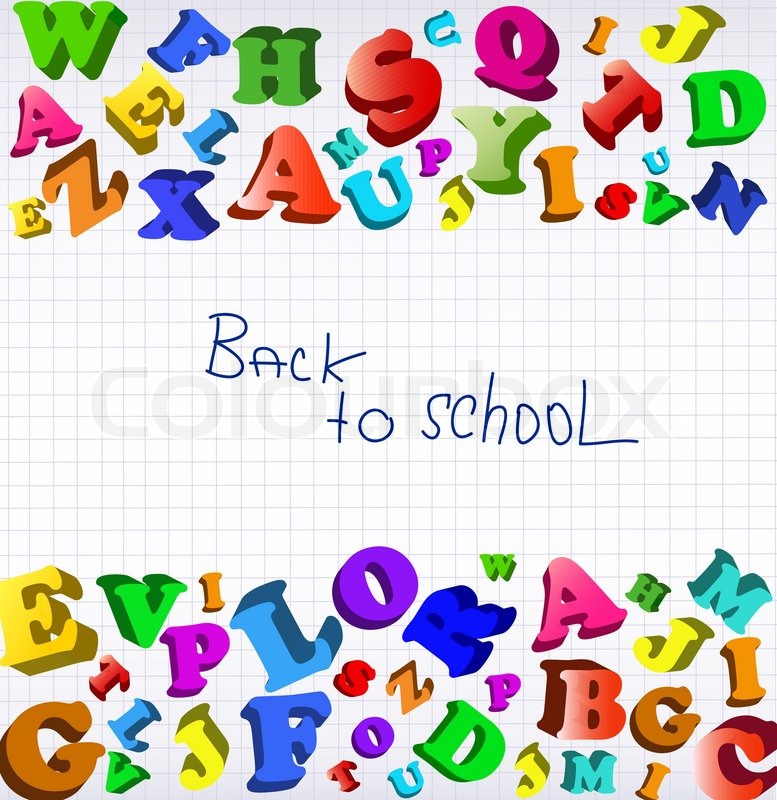 W F H S C Q I J
A E I A M U P J Y I T U S V N D
E Z X
Back
to SCHOOL
Colourbox
E V I L O R W A H M
P T S Z P B J I
G I V J F O T U D J M G I C